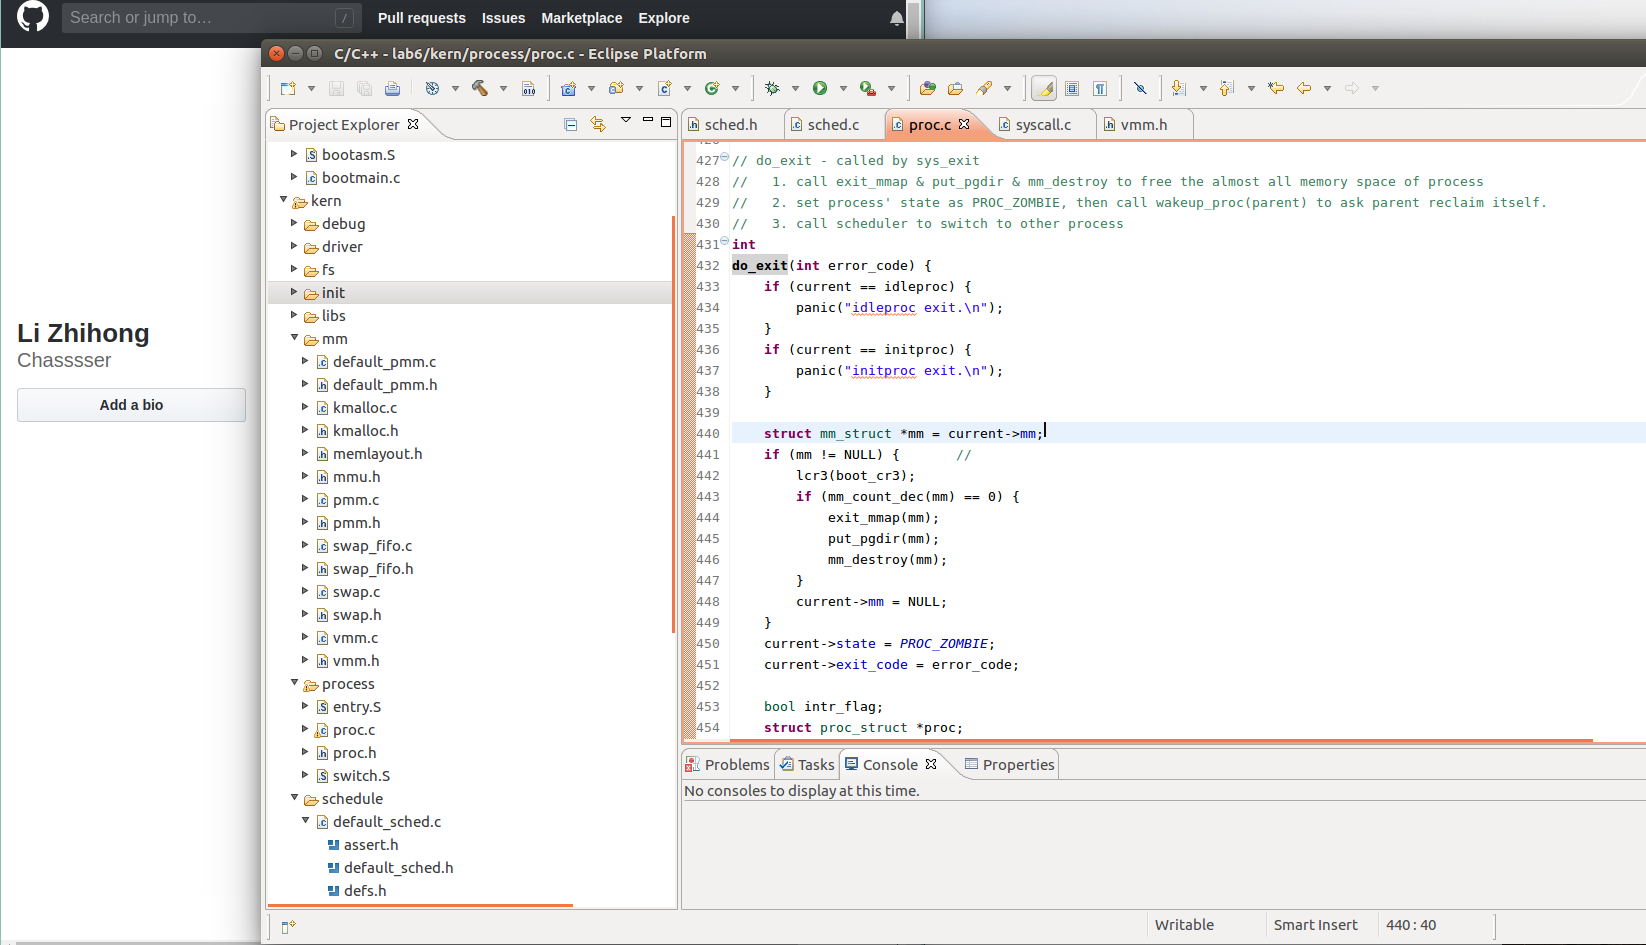 Search or jump to…
/
Pull requests Issues Marketplace Explore
Li Zhihong
Chasssser
Add a bio
C/C++ - lab6/kern/process/proc.c - Eclipse Platform
Project Explorer
bootasm.S
bootmain.c
kern
debug
driver
fs
init
libs
mm
default_pmm.c
default_pmm.h
kmalloc.c
kmalloc.h
memlayout.h
mmu.h
pmm.c
pmm.h
swap_fifo.c
swap_fifo.h
swap.c
swap.h
vmm.c
vmm.h
process
entry.S
proc.c
proc.h
switch.S
schedule
default_sched.c
assert.h
default_sched.h
defs.h
sched.h sched.c proc.c syscall.c vmm.h
427 // do_exit - called by sys_exit
428 //   1. call exit_mmap & put_pgdir & mm_destroy to free the almost all memory space of process
429 //   2. set process' state as PROC_ZOMBIE, then call wakeup_proc(parent) to ask parent reclaim itself.
430 //   3. call scheduler to switch to other process
431 int
432 do_exit(int error_code) {
433     if (current == idleproc) {
434         panic("idleproc exit.\n");
435     }
436     if (current == initproc) {
437         panic("initproc exit.\n");
438     }
439
440     struct mm_struct *mm = current->mm;
441     if (mm != NULL) {       //
442         lcr3(boot_cr3);
443         if (mm_count_dec(mm) == 0) {
444             exit_mmap(mm);
445             put_pgdir(mm);
446             mm_destroy(mm);
447         }
448         current->mm = NULL;
449     }
450     current->state = PROC_ZOMBIE;
451     current->exit_code = error_code;
452
453     bool intr_flag;
454     struct proc_struct *proc;
Problems Tasks Console Properties
No consoles to display at this time.
Writable Smart Insert 440 : 40